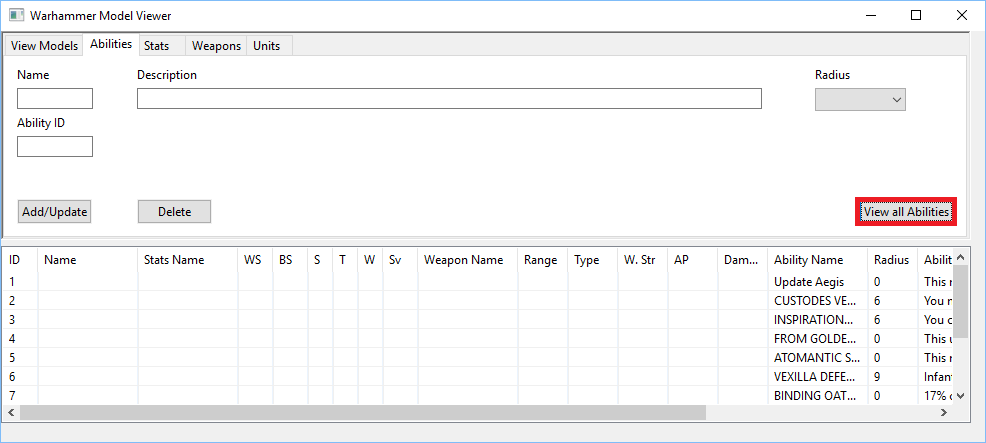 Warhammer Model Viewer
View Models Abilities Stats Weapons Units
Name Description Radius
Ability ID
Add/Update Delete View all Abilities
ID Name Stats Name WS BS S T W Sv Weapon Name Range Type W. Str AP Dam... Ability Name Radius Abilit
1 Update Aegis 0 This r
2 CUSTODES VE... 6 You n
3 INSPIRATION... 6 You c
4 FROM GOLDE... 0 This u
5 ATOMANTIC S... 0 This r
6 VEXILLA DEFE... 9 Infant
7 BINDING OAT... 0 17% c